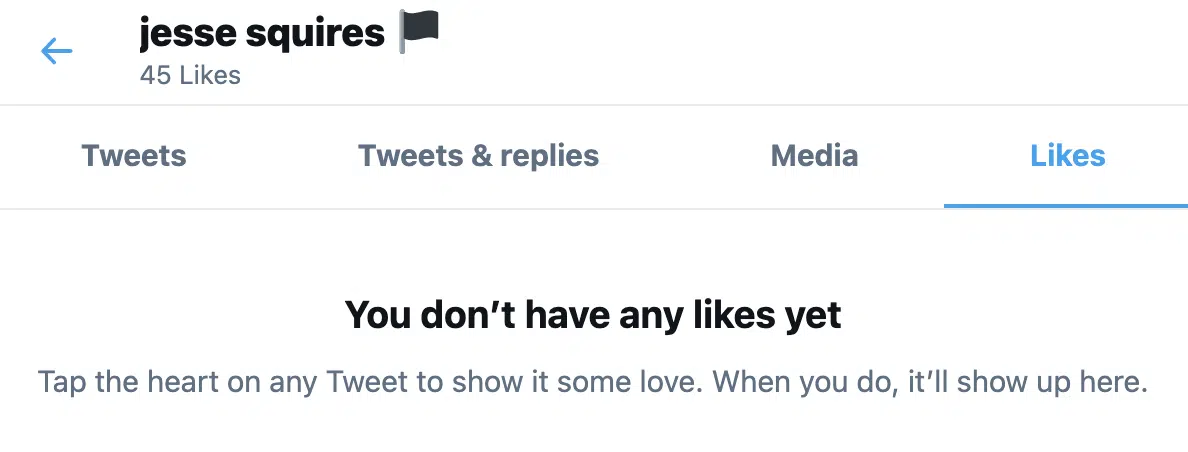 jesse squires 🏴
45 Likes
Tweets Tweets & replies Media Likes
You don’t have any likes yet
Tap the heart on any Tweet to show it some love. When you do, it’ll show up here.